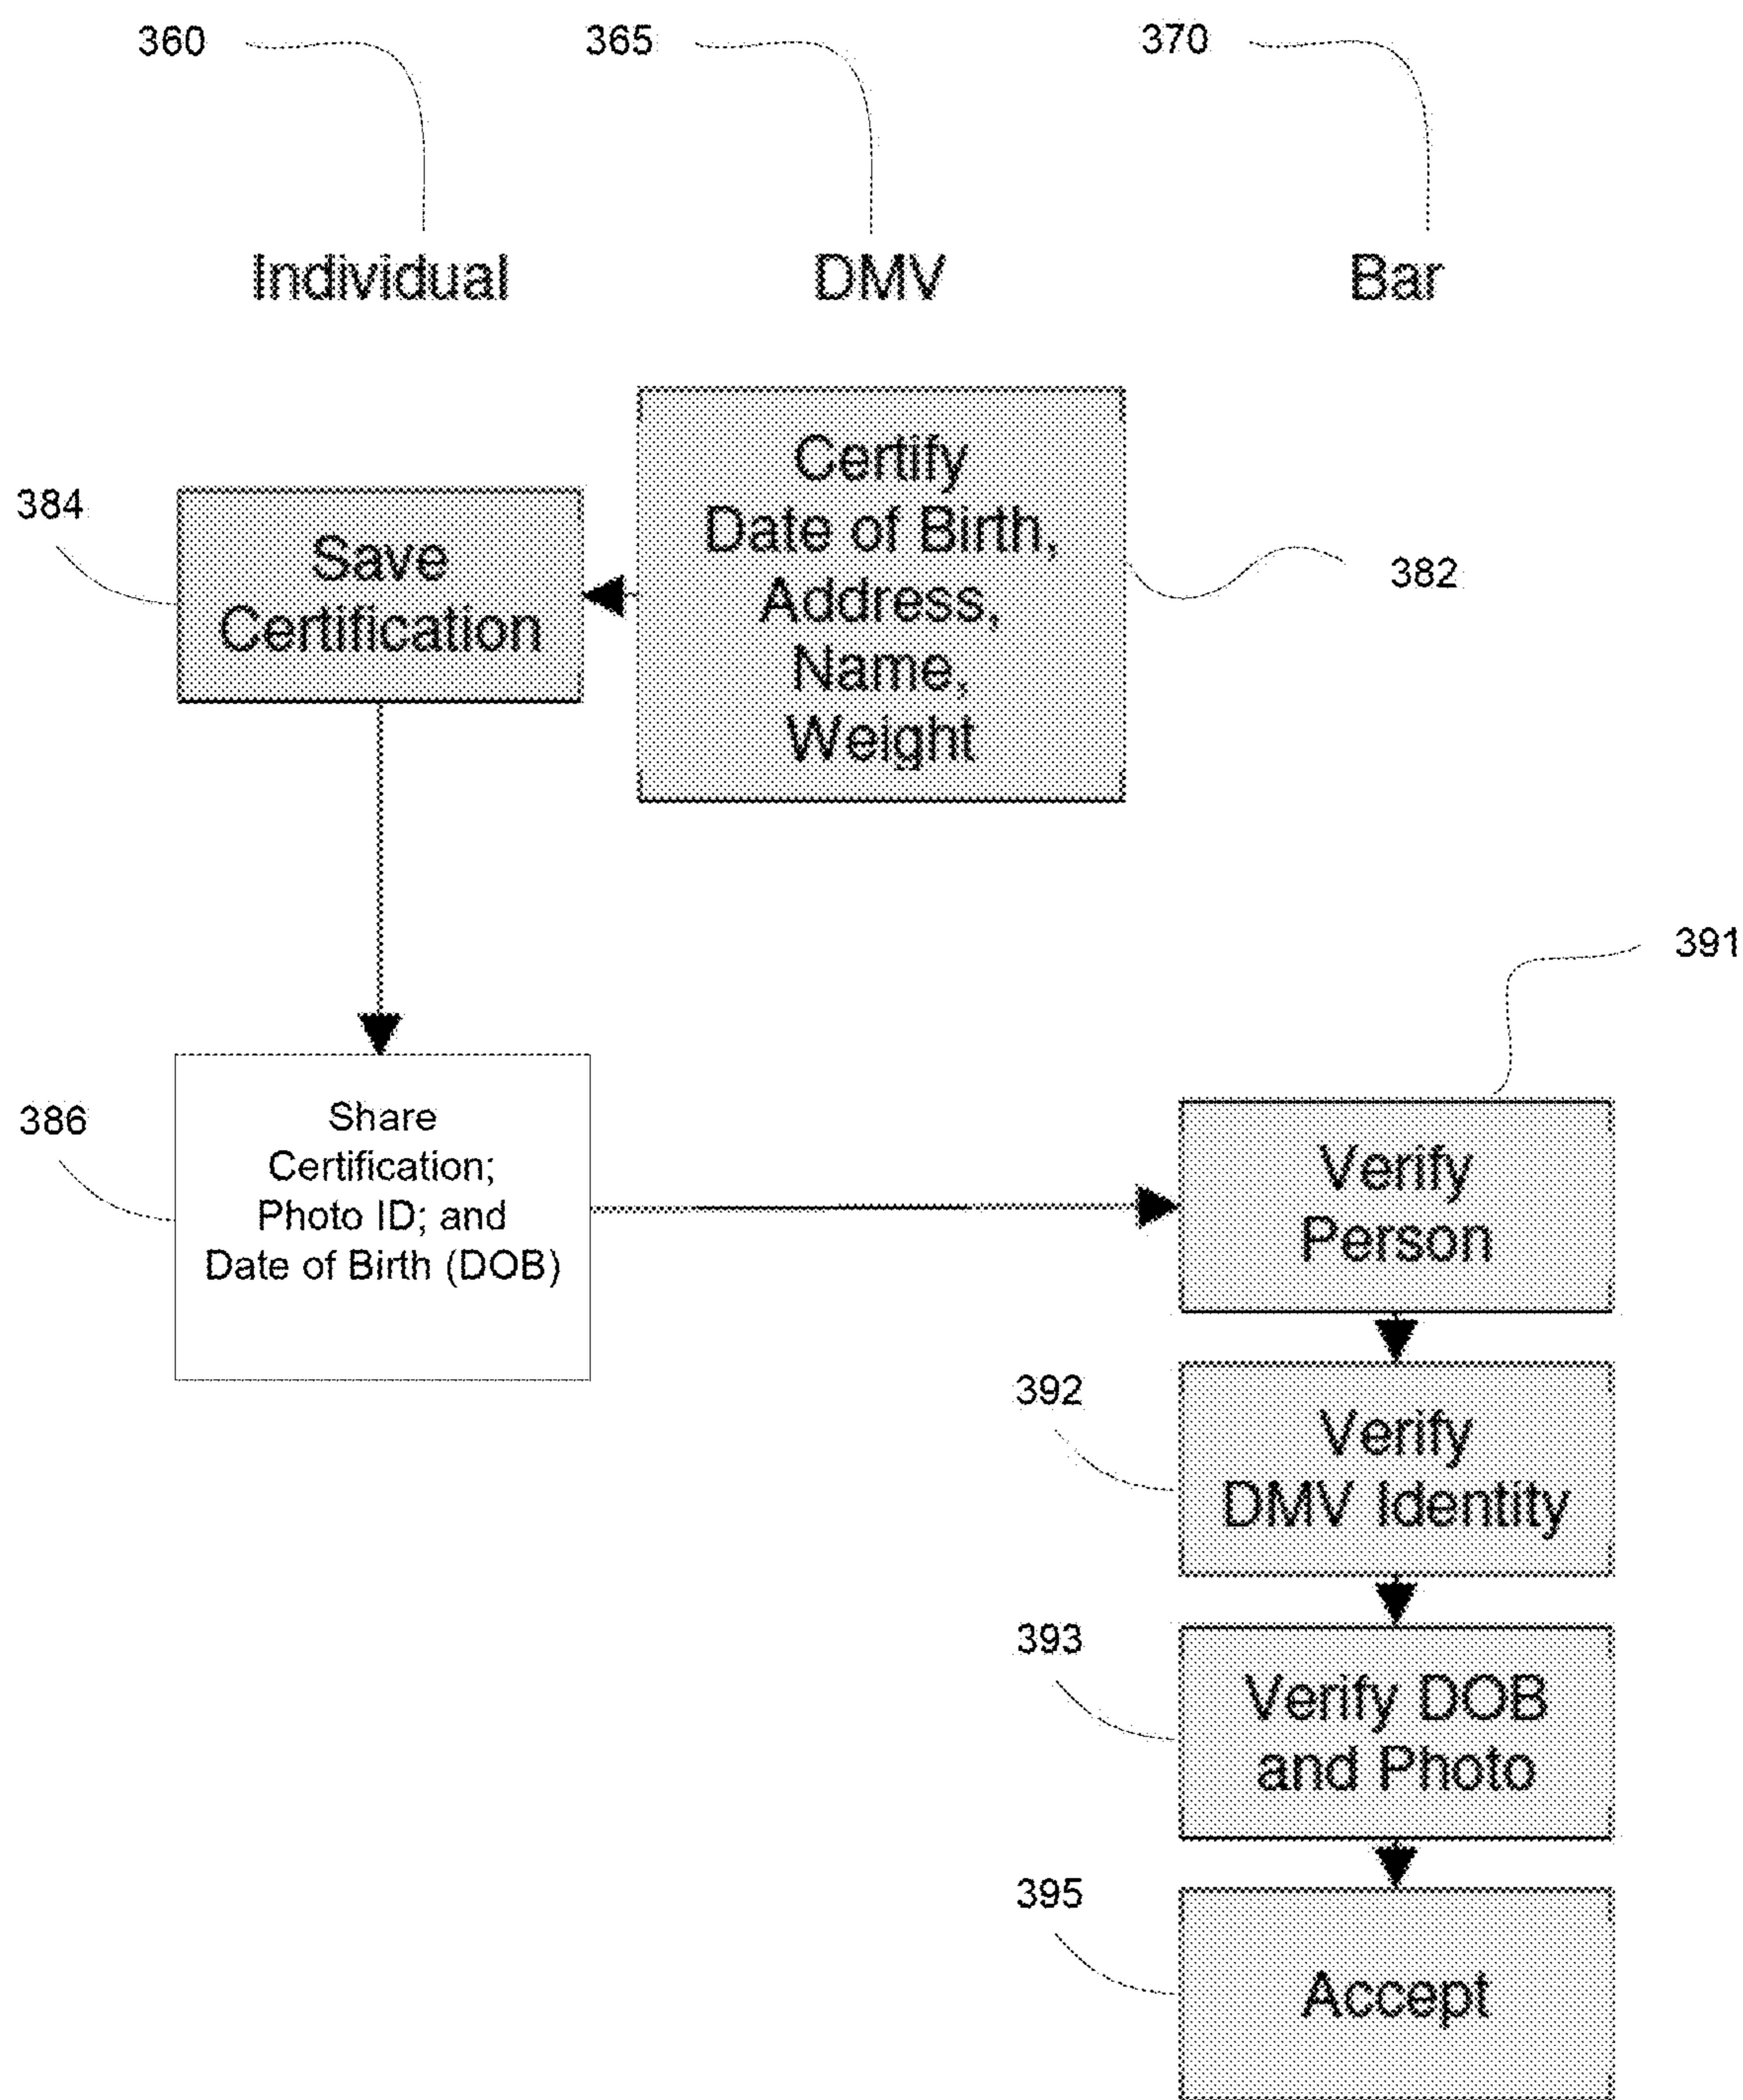 360
365
370
Individual
DMV
Bar
Certify
Date of Birth,
Address,
Name,
Weight
384
Save
Certification
382
391
386
Share
Certification;
Photo ID; and
Date of Birth (DOB)
Verify
Person
392
Verify
DMV Identity
393
Verify DOB
and Photo
395
Accept